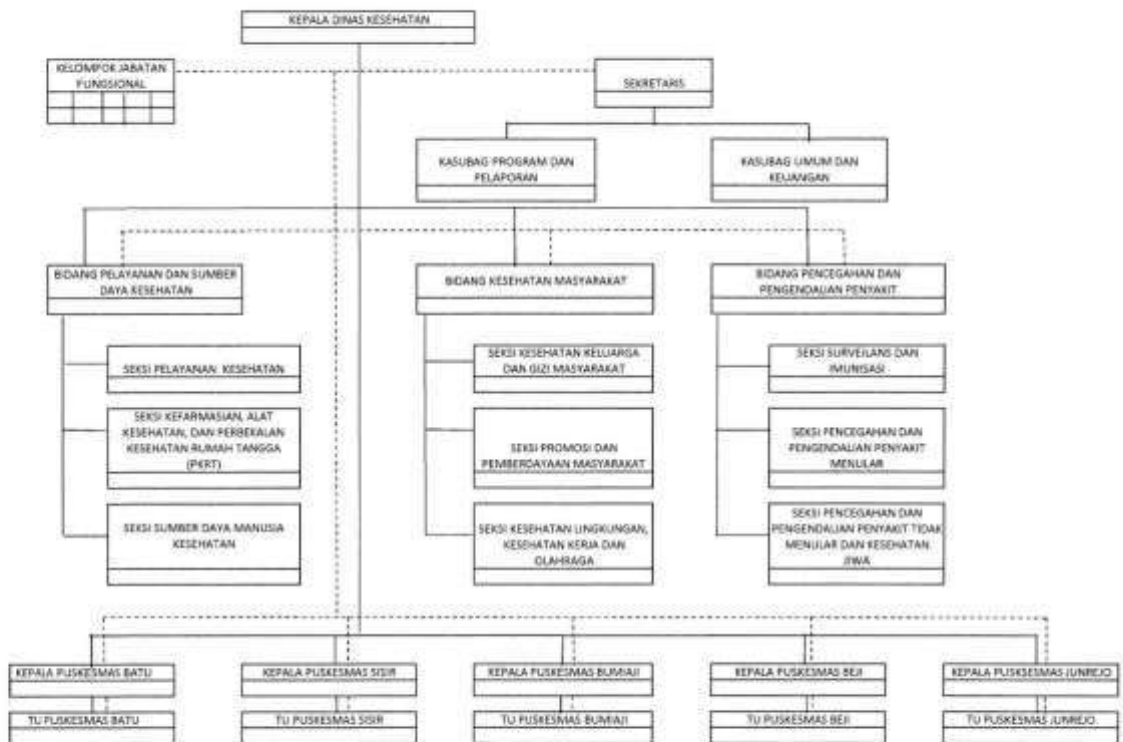 KEPALA DINAS KESEHATAN
KELOMPOK JABATAN
FUNGSIONAL
SEKRETARIS
KASUBAG PROGRAM DAN
PELAPORAN
KASUBAG UMUM DAN
KEUANGAN
BIDANG PELAYANAN DAN SUMBER
DAYA KESEHATAN
BIDANG KESEHATAN MASYARAKAT
BIDANG PENCEGAHAN DAN
PENGENDALIAN PENYAKIT
SEKSI PELAYANAN KESEHATAN
SEKSI KESEHATAN KELUARGA
DAN GIZI MASYARAKAT
SEKSI SURVEILANS DAN
IMUNISASI
SEKSI KEFARMASIAN, ALAT
KESEHATAN, DAN PERBEKALAN
KESEHATAN RUMAH TANGGA
(PKRT)
SEKSI PROMOSI DAN
PEMBERDAYAAN MASYARAKAT
SEKSI PENCEGAHAN DAN
PENGENDALIAN PENYAKIT
MENULAR
SEKSI SUMBER DAYA MANUSIA
KESEHATAN
SEKSI KESEHATAN LINGKUNGAN,
KESEHATAN KERJA DAN
OLAHRAGA
SEKSI PENCEGAHAN DAN
PENGENDALIAN PENYAKIT TIDAK
MENULAR DAN KESEHATAN
JIWA
KEPALA PUSKESMAS BATU
KEPALA PUSKESMAS SISIR
KEPALA PUSKESMAS BUMIAJI
KEPALA PUSKESMAS BEJI
KEPALA PUSKSESMAS JUNREJO
TU PUSKESMAS BATU
TU PUSKESMAS SISIR
TU PUSKESMAS BUMIAJI
TU PUSKESMAS BEJI
TU PUSKESMAS JUNREJO